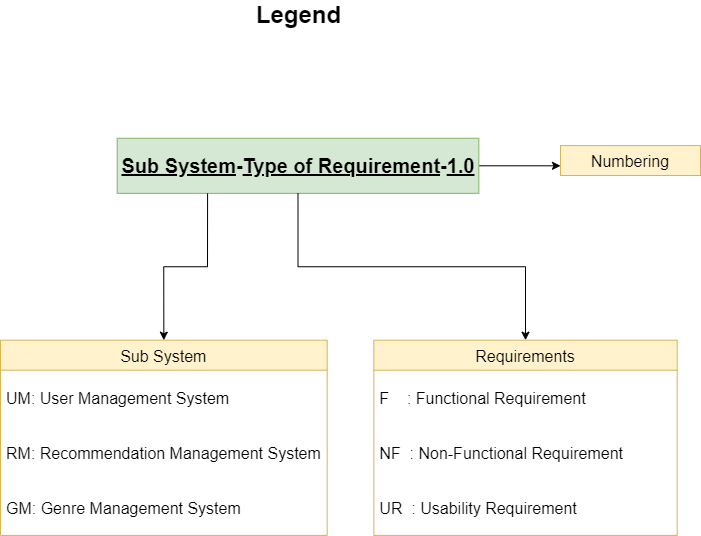 Legend
Sub System-Type of Requirement-1.0
Numbering
Sub System
UM: User Management System
RM: Recommendation Management System
GM: Genre Management System
Requirements
F : Functional Requirement
NF : Non-Functional Requirement
UR : Usability Requirement